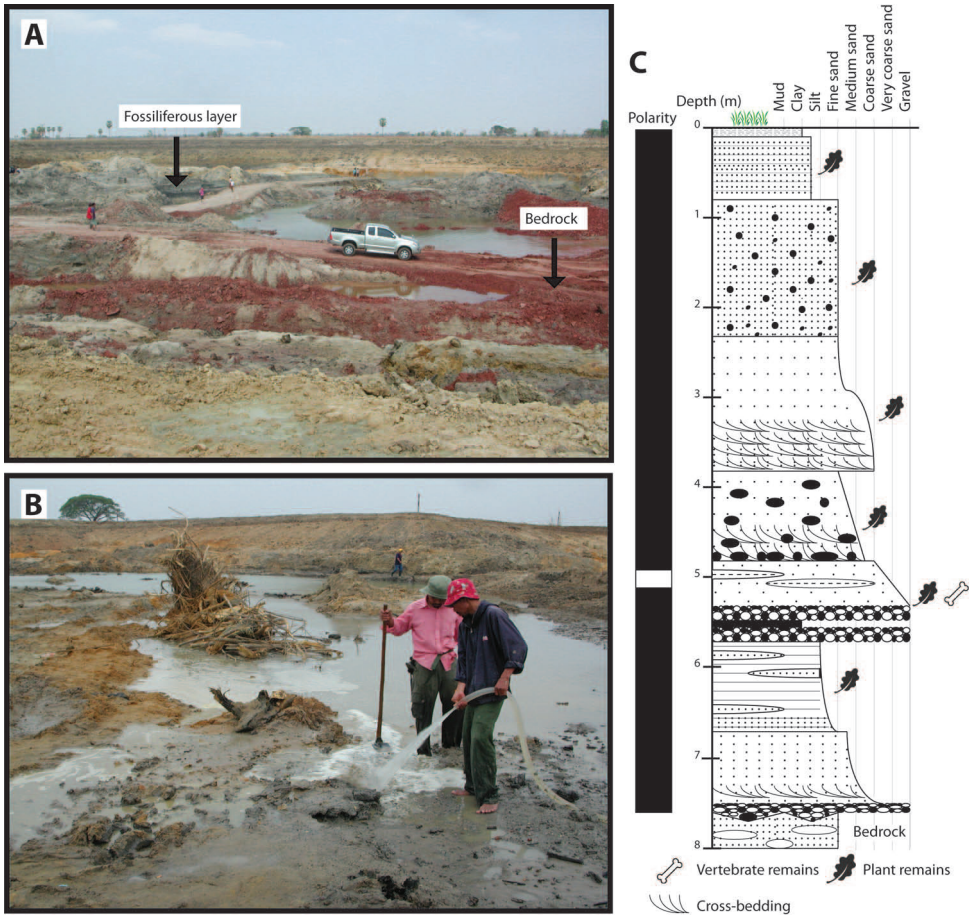 A
Fossiliferous layer
Bedrock
B
C
Depth (m)
Mud
Clay
Silt
Fine sand
Medium sand
Coarse sand
Very coarse sand
Gravel
Polarity
0
1
2
3
4
5
6
7
8
Bedrock
Vertebrate remains
Plant remains
Cross-bedding